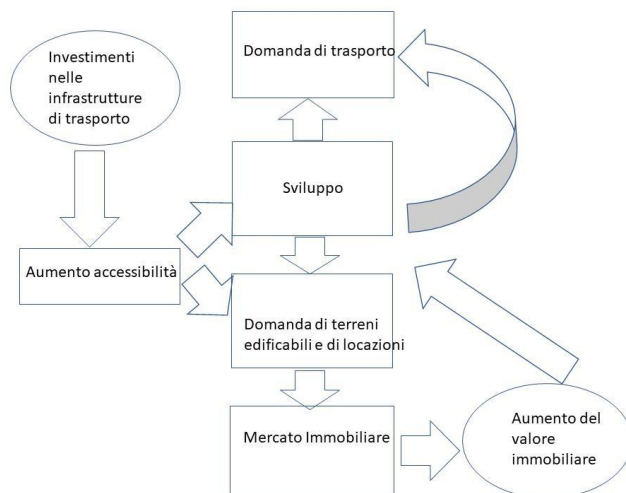 Domanda di trasporto
Investimenti
nelle
infrastrutture
di trasporto
Sviluppo
Aumento accessibilità
Domanda di terreni
edificabili e di locazioni
Mercato Immobiliare
Aumento del
valore
immobiliare